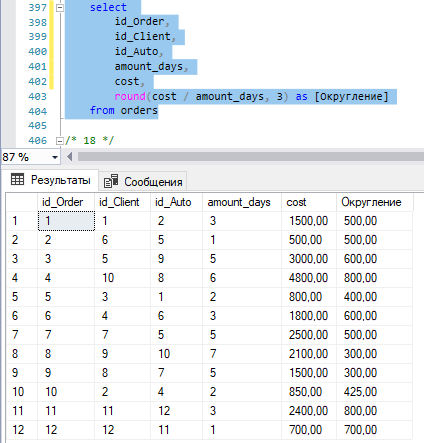 397 select
398 id_Order,
399 id_Client,
400 id_Auto,
401 amount_days,
402 cost,
403 round(cost / amount_days, 3) as [Округление]
404 from orders
405
406 /* 18 */
87 %
Результаты Сообщения
id_Order id_Client id_Auto amount_days cost Округление
1 1 1 2 3 1500,00 500,00
2 2 6 5 1 500,00 500,00
3 3 5 9 5 3000,00 600,00
4 4 10 8 6 4800,00 800,00
5 5 3 1 2 800,00 400,00
6 6 4 6 3 1800,00 600,00
7 7 7 5 5 2500,00 500,00
8 8 9 10 7 2100,00 300,00
9 9 8 7 5 1500,00 300,00
10 10 2 4 2 850,00 425,00
11 11 11 12 3 2400,00 800,00
12 12 12 11 1 700,00 700,00